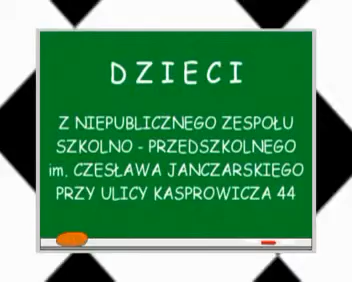 DZIECI
Z NIEPUBLICZNEGO ZESPOŁU
SZKOLNO - PRZEDSZKOLNEGO
im. CZESŁAWA JANCZARSKIEGO
PRZY ULICY KASPROWICZA 44